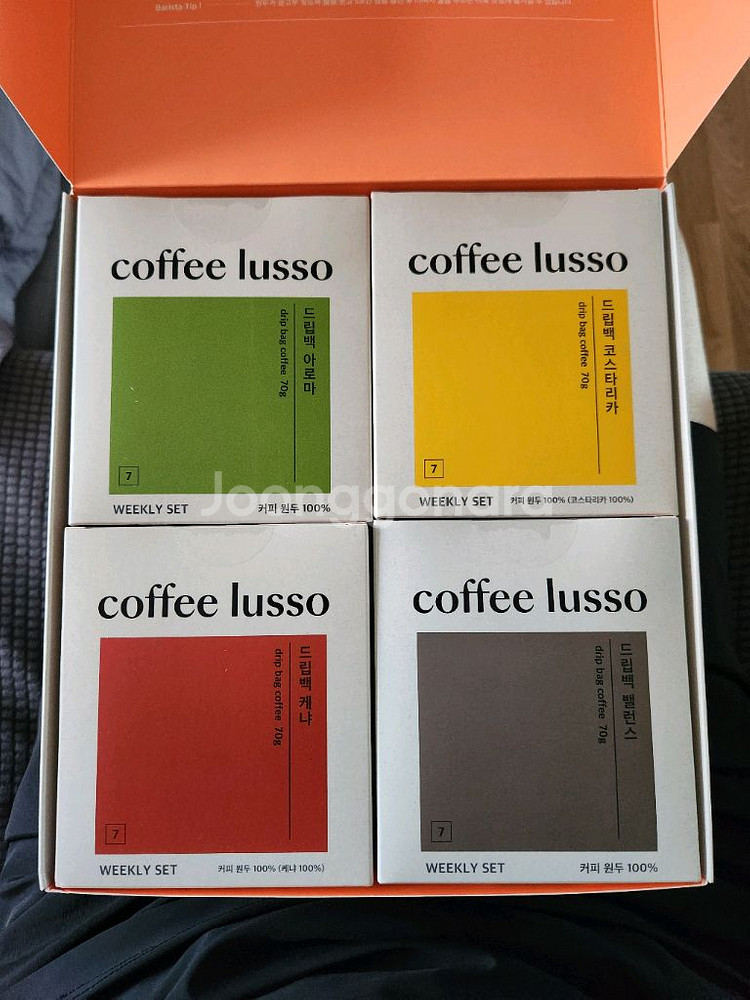 Barista Tip !
coffee lusso
드립백 아로마
drip bag coffee 70g
7
WEEKLY SET
커피 원두 100%
coffee lusso
드립백 코스타리카
drip bag coffee 70g
7
WEEKLY SET
커피 원두 100% (코스타리카 100%)
Joonggonara
coffee lusso
드립백 케냐
drip bag coffee 70g
7
WEEKLY SET
커피 원두 100% (케냐 100%)
coffee lusso
드립백 밸런스
drip bag coffee 70g
7
WEEKLY SET
커피 원두 100%